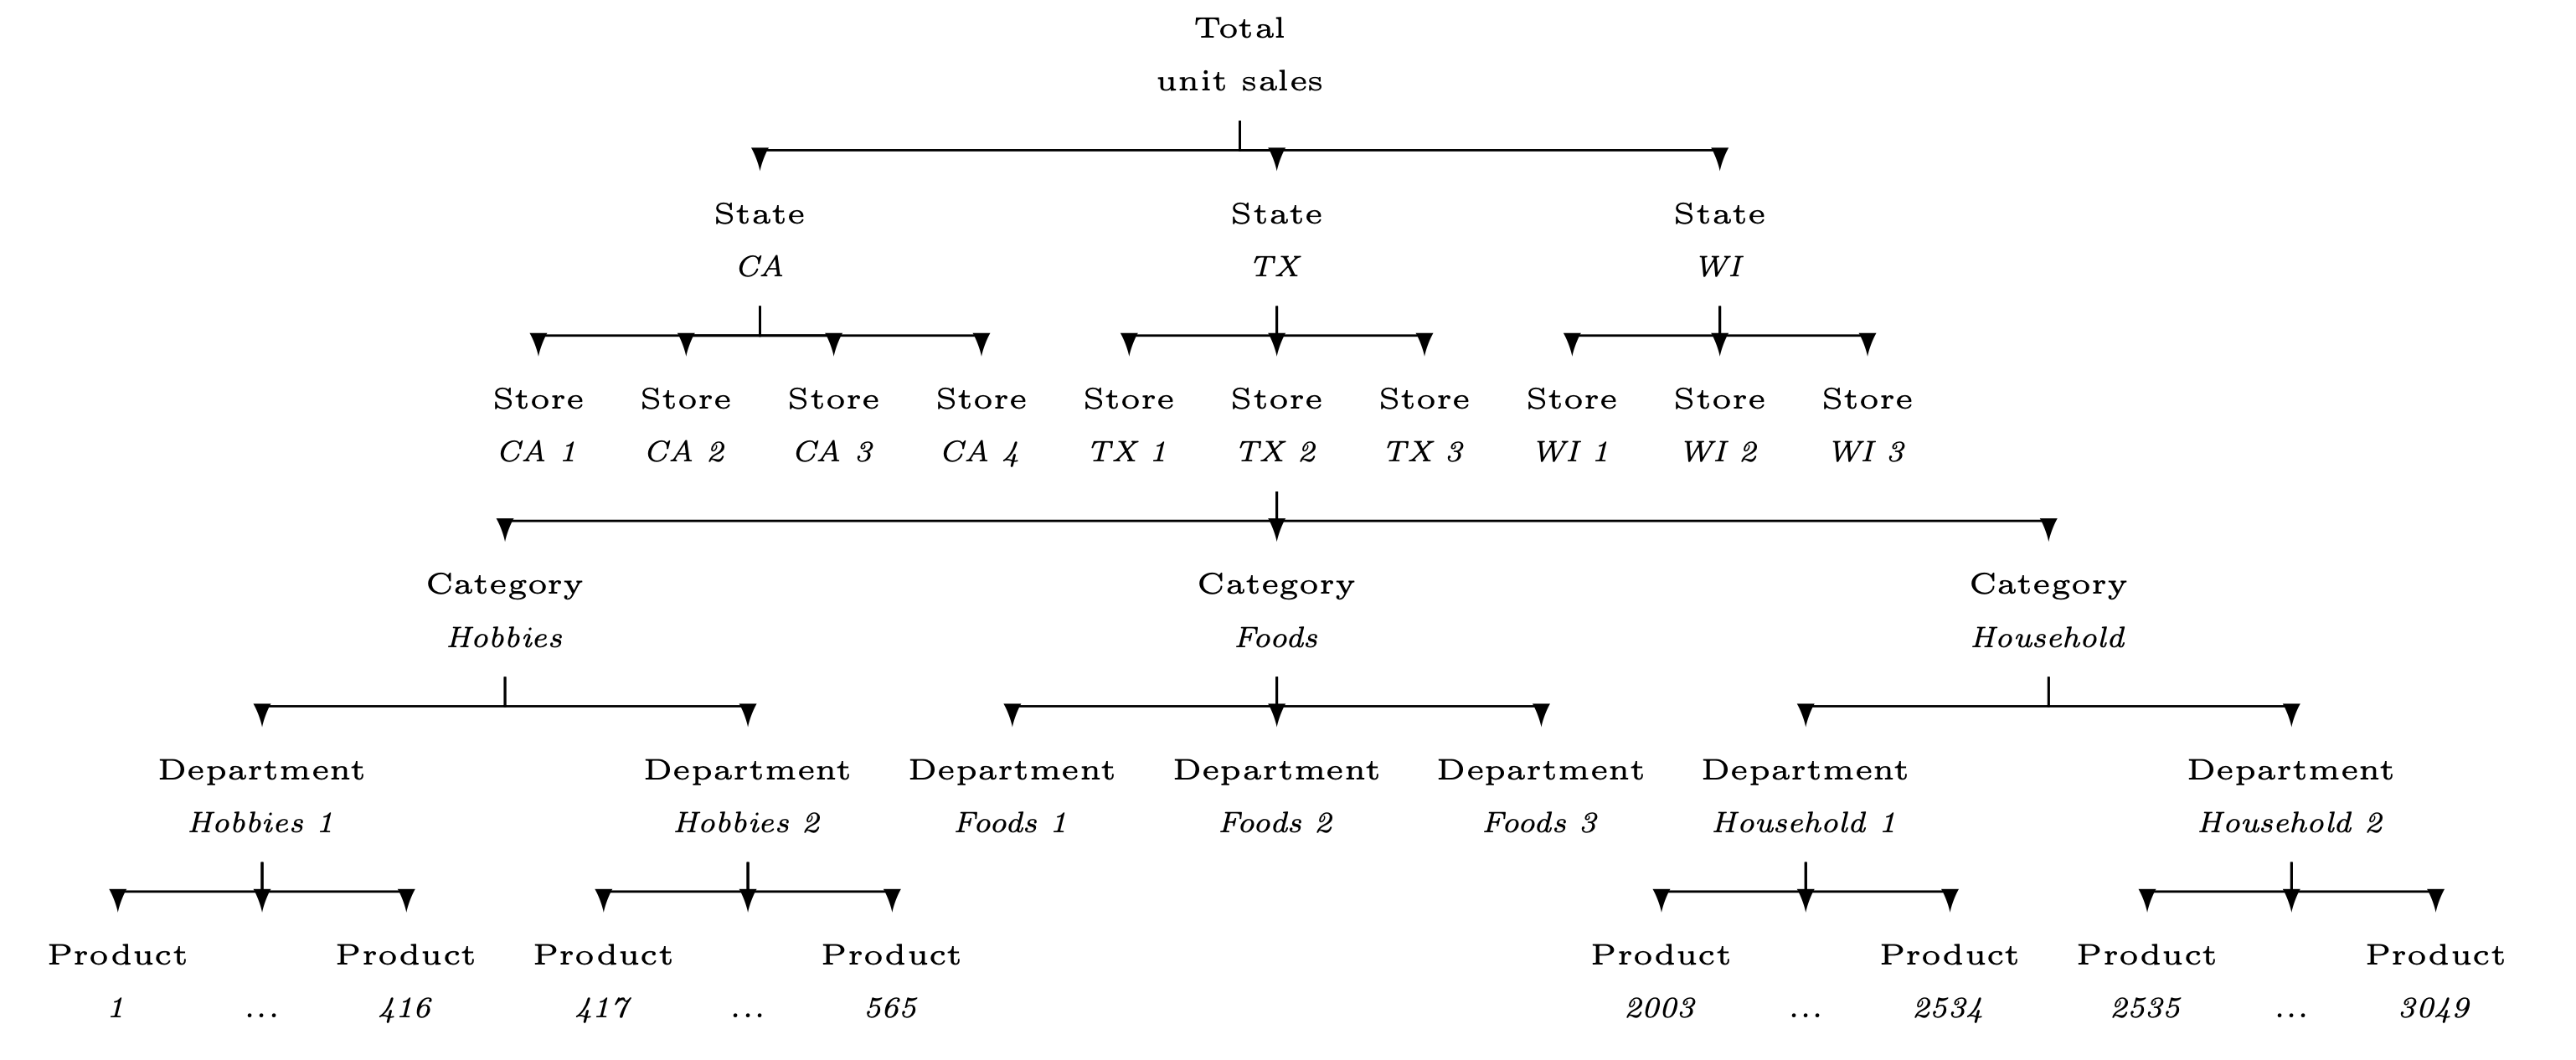 Total
unit sales
State State State
CA TX WI
Store Store Store Store Store Store Store Store Store Store
CA 1 CA 2 CA 3 CA 4 TX 1 TX 2 TX 3 WI 1 WI 2 WI 3
Category Category Category
Hobbies Foods Household
Department Department Department Department Department Department Department
Hobbies 1 Hobbies 2 Foods 1 Foods 2 Foods 3 Household 1 Household 2
Product Product Product Product Product Product Product Product
1 ... 416 417 ... 565 2003 ... 2534 2535 ... 3049